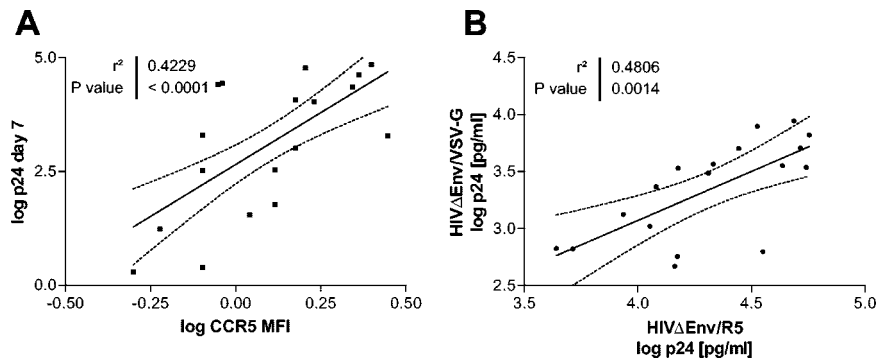 A
r² 0.4229
P value < 0.0001
log p24 day 7
5.0
2.5
0.0
-0.50 -0.25 0.00 0.25 0.50
log CCR5 MFI
B
r² 0.4806
P value 0.0014
HIVΔEnv/VSV-G
log p24 [pg/ml]
4.5
4.0
3.5
3.0
2.5
3.5 4.0 4.5 5.0
HIVΔEnv/R5
log p24 [pg/ml]